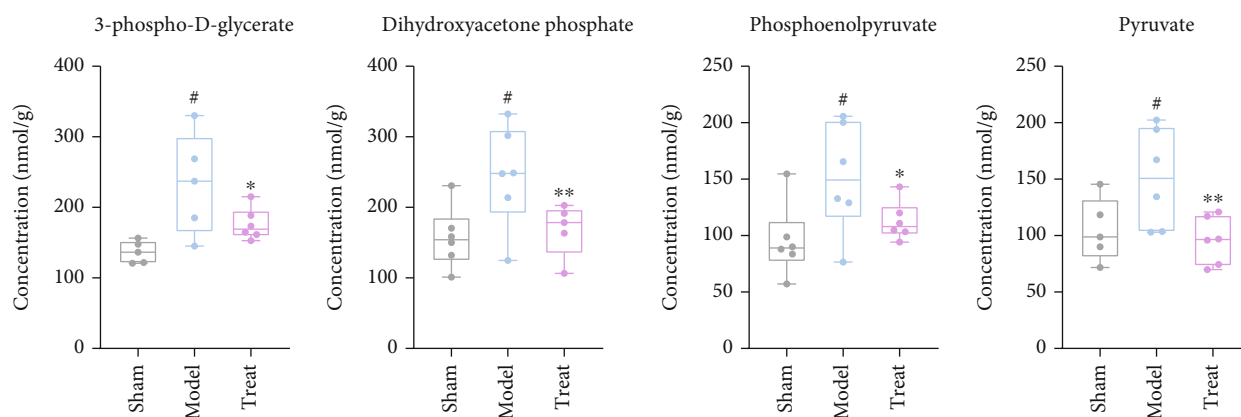 3-phospho-D-glycerate
Concentration (nmol/g)
400
300
200
100
0
#
*
Sham
Model
Treat
Dihydroxyacetone phosphate
Concentration (nmol/g)
400
300
200
100
0
#
**
Sham
Model
Treat
Phosphoenolpyruvate
Concentration (nmol/g)
250
200
150
100
50
0
#
*
Sham
Model
Treat
Pyruvate
Concentration (nmol/g)
250
200
150
100
50
0
#
**
Sham
Model
Treat